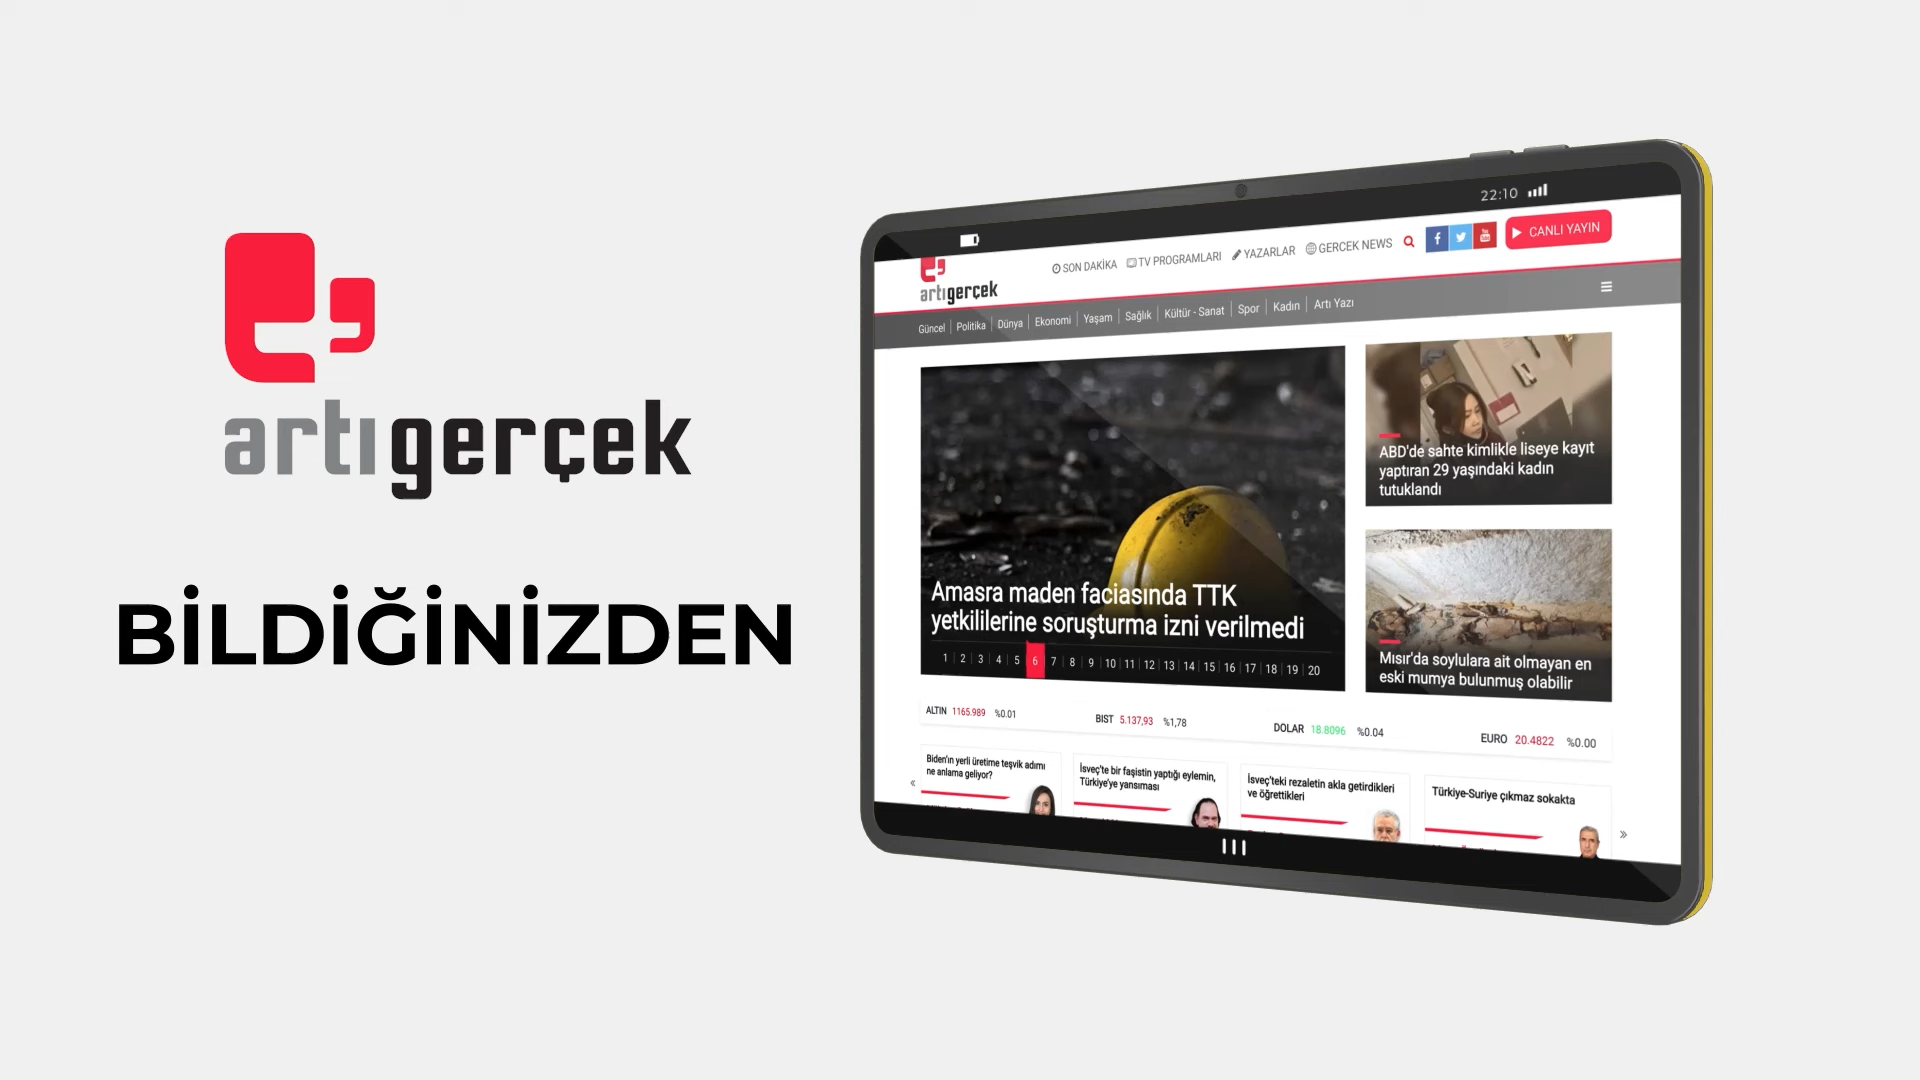 artıgerçek
BİLDİĞİNİZDEN
22:10
artıgerçek
SON DAKİKA
TV PROGRAMLARI
YAZARLAR
GERCEK NEWS
CANLI YAYIN
Güncel | Politika | Dünya | Ekonomi | Yaşam | Sağlık | Kültür - Sanat | Spor | Kadın | Artı Yazı
Amasra maden faciasında TTK
yetkililerine soruşturma izni verilmedi
1 | 2 | 3 | 4 | 5 | 6 | 7 | 8 | 9 | 10 | 11 | 12 | 13 | 14 | 15 | 16 | 17 | 18 | 19 | 20
ABD'de sahte kimlikle liseye kayıt
yaptıran 29 yaşındaki kadın
tutuklandı
Mısır'da soylulara ait olmayan en
eski mumya bulunmuş olabilir
ALTIN 1165.989 %0.01
BIST 5.137,93 %1,78
DOLAR 18.8096 %0.04
EURO 20.4822 %0.00
Biden'ın yerli üretime teşvik adımı
ne anlama geliyor?
İsveç'te bir faşistin yaptığı eylemin,
Türkiye'ye yansıması
İsveç'teki rezaletin akla getirdikleri
ve öğrettikleri
Türkiye-Suriye çıkmaz sokakta